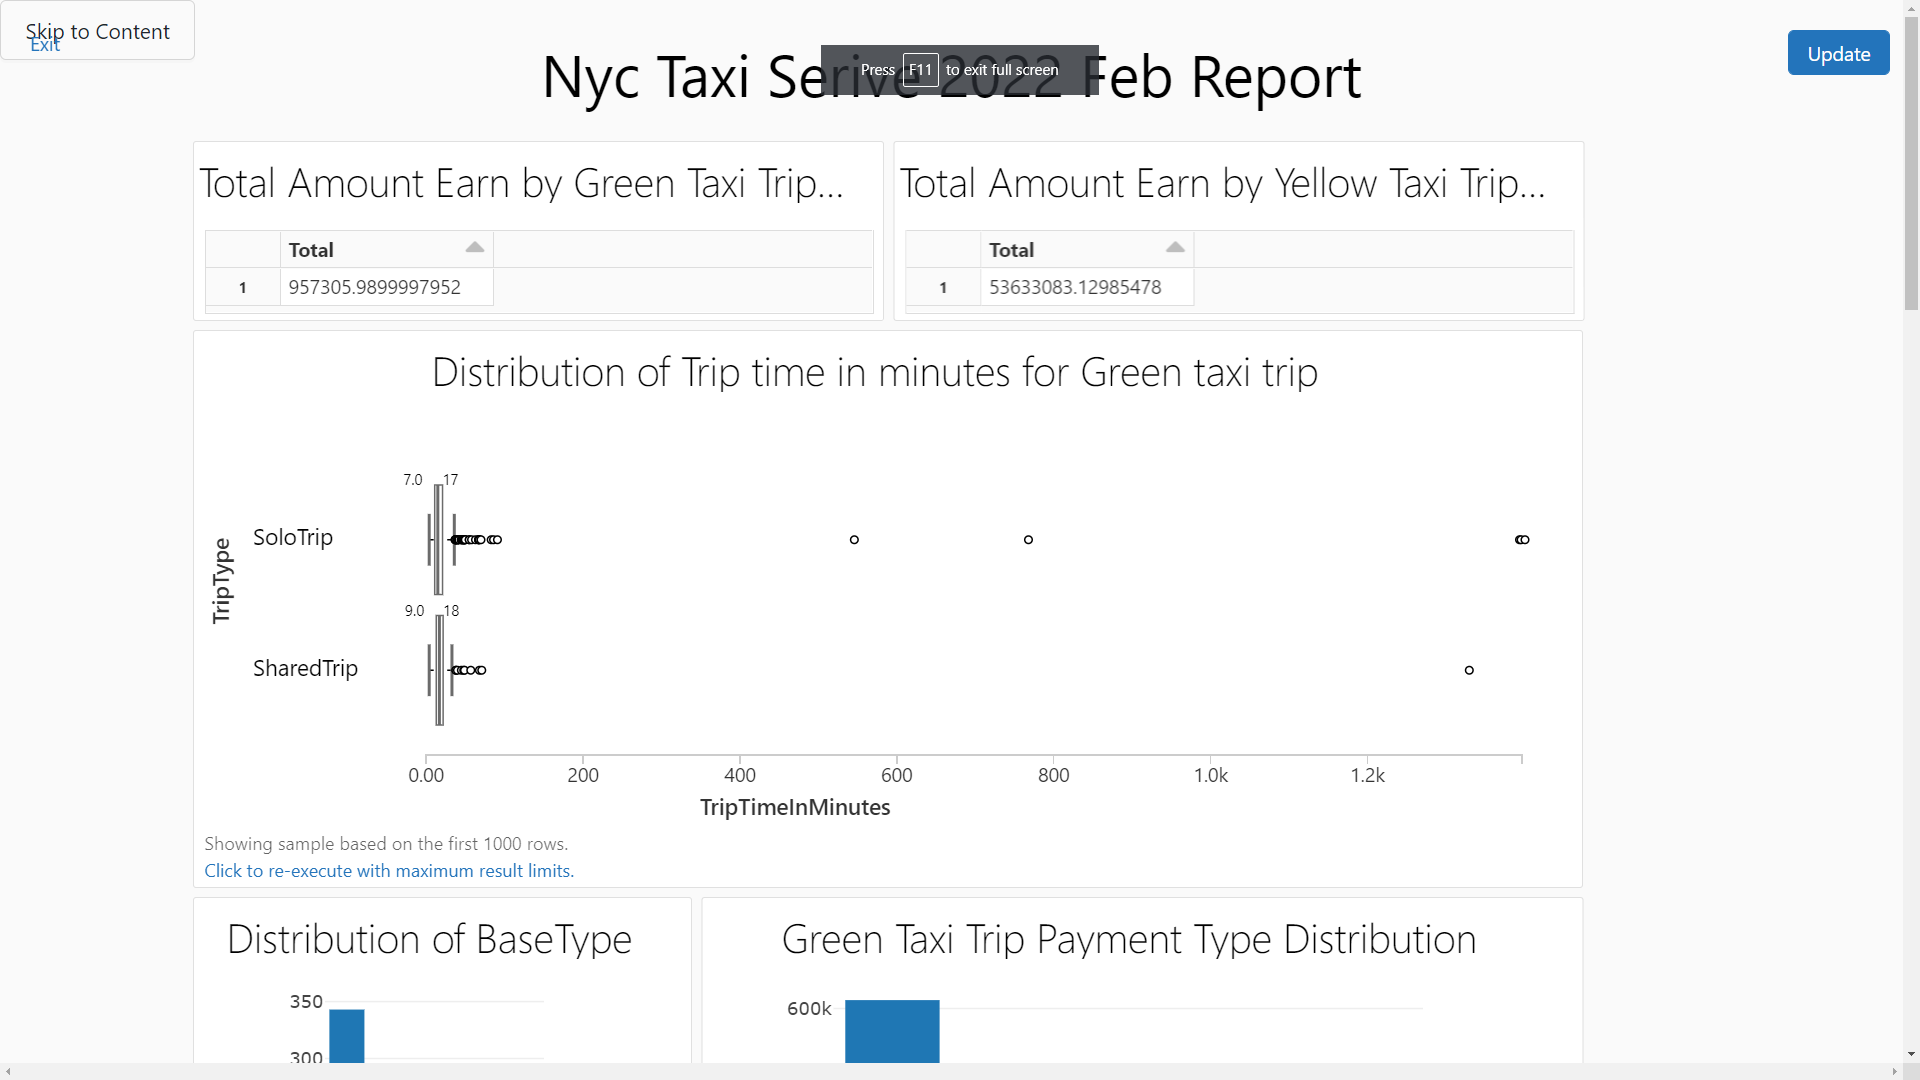 Skip to Content
Exit
Update
Nyc Taxi Serive 2022 Feb Report
Press F11 to exit full screen
Total Amount Earn by Green Taxi Trip...
Total
1 957305.9899997952
Total Amount Earn by Yellow Taxi Trip...
Total
1 53633083.12985478
Distribution of Trip time in minutes for Green taxi trip
TripType
7.0 17
SoloTrip
9.0 18
SharedTrip
0.00 200 400 600 800 1.0k 1.2k
TripTimeInMinutes
Showing sample based on the first 1000 rows.
Click to re-execute with maximum result limits.
Distribution of BaseType
350
300
Green Taxi Trip Payment Type Distribution
600k